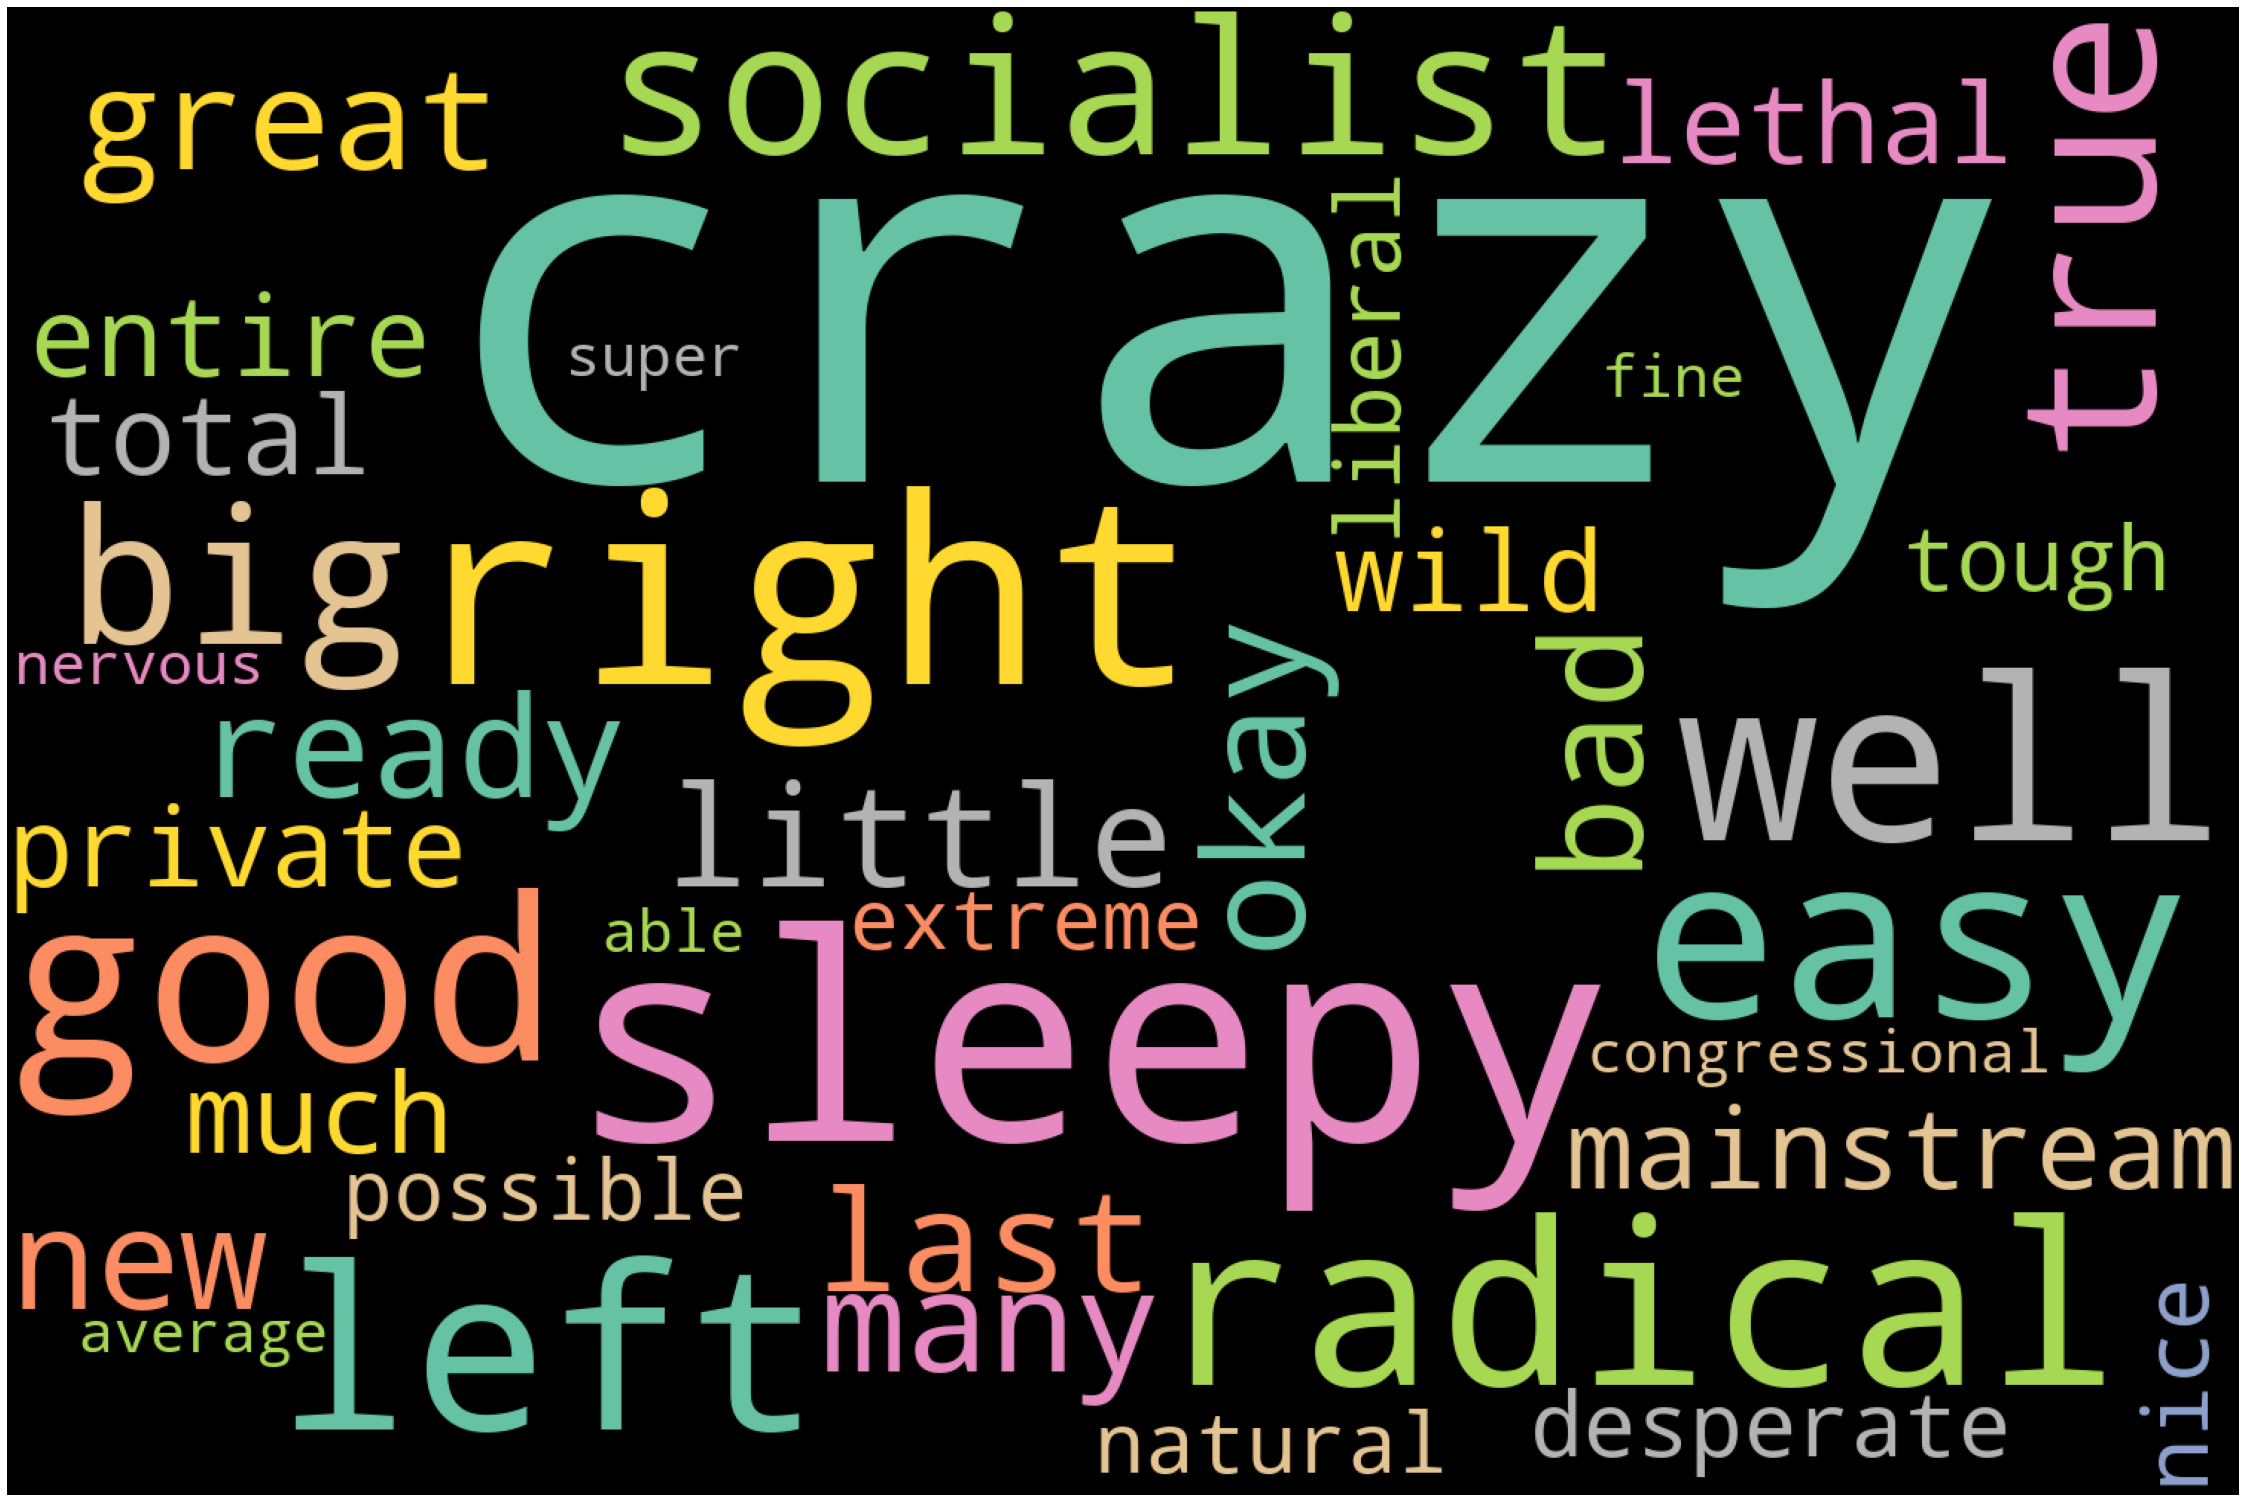 socialist
great
lethal
true
crazy
liberal
entire
super
fine
total
big
right
wild
tough
nervous
okay
bad
ready
well
little
private
good
able
extreme
easy
sleepy
congressional
much
mainstream
possible
last
radical
new
left
many
average
nice
desperate
natural